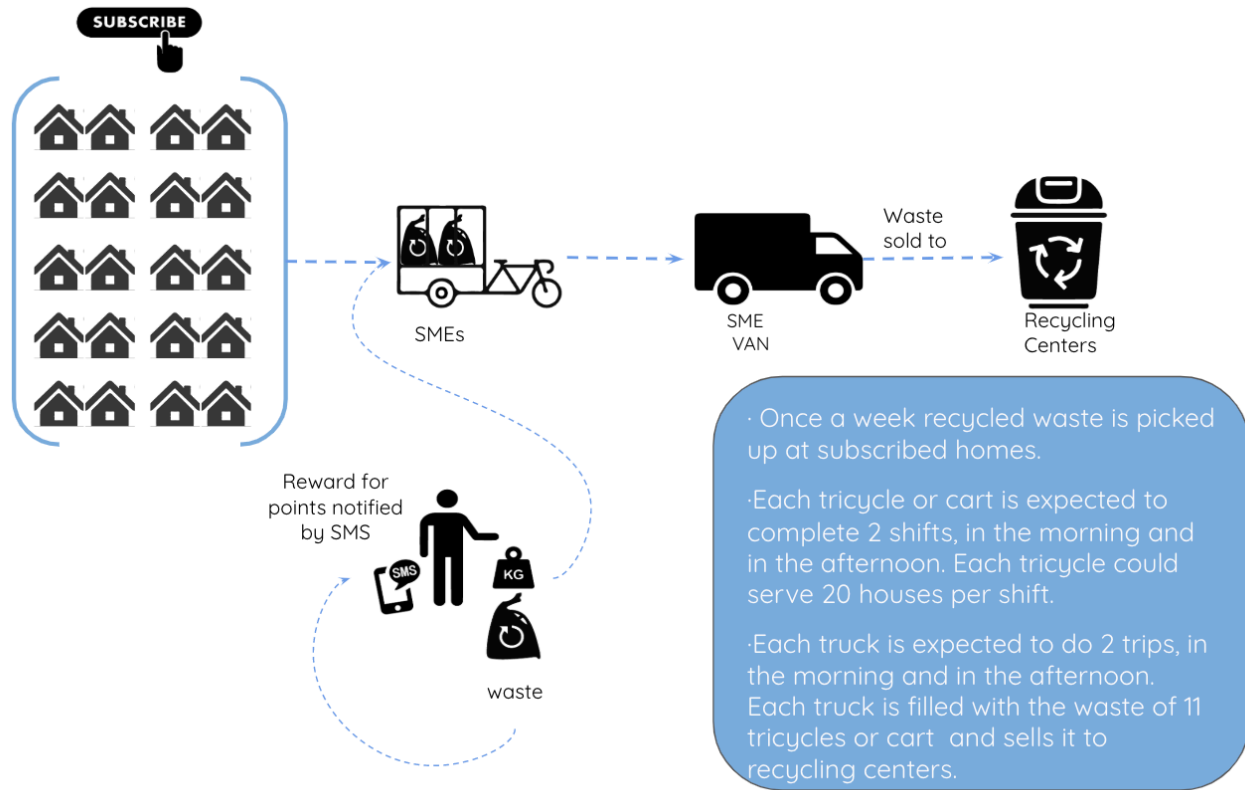 SUBSCRIBE
SMEs
SME
VAN
Waste
sold to
Recycling
Centers
Reward for
points notified
by SMS
SMS
KG
waste
· Once a week recycled waste is picked
up at subscribed homes.
·Each tricycle or cart is expected to
complete 2 shifts, in the morning and
in the afternoon. Each tricycle could
serve 20 houses per shift.
·Each truck is expected to do 2 trips, in
the morning and in the afternoon.
Each truck is filled with the waste of 11
tricycles or cart  and sells it to
recycling centers.